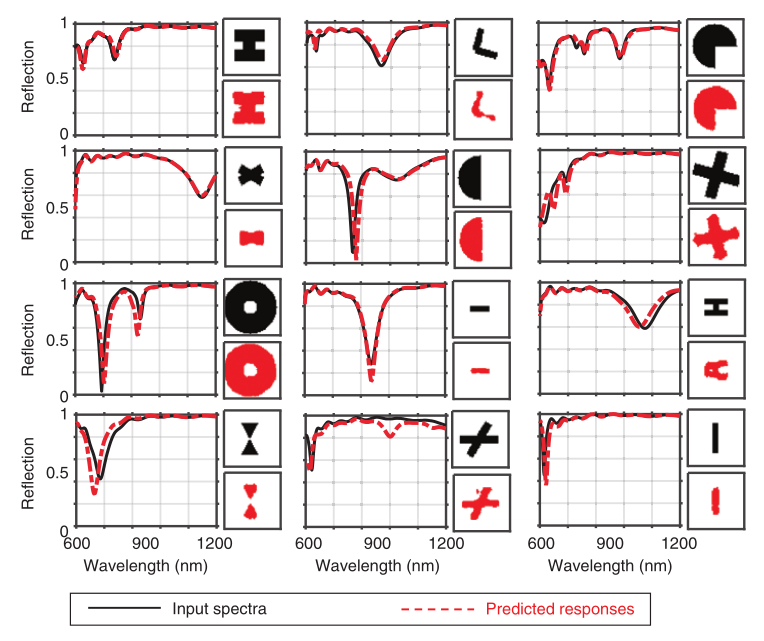 Reflection
1
0.5
0
Reflection
1
0.5
0
Reflection
1
0.5
0
Reflection
1
0.5
0
600 900 1200 600 900 1200 600 900 1200
Wavelength (nm) Wavelength (nm) Wavelength (nm)
Input spectra Predicted responses